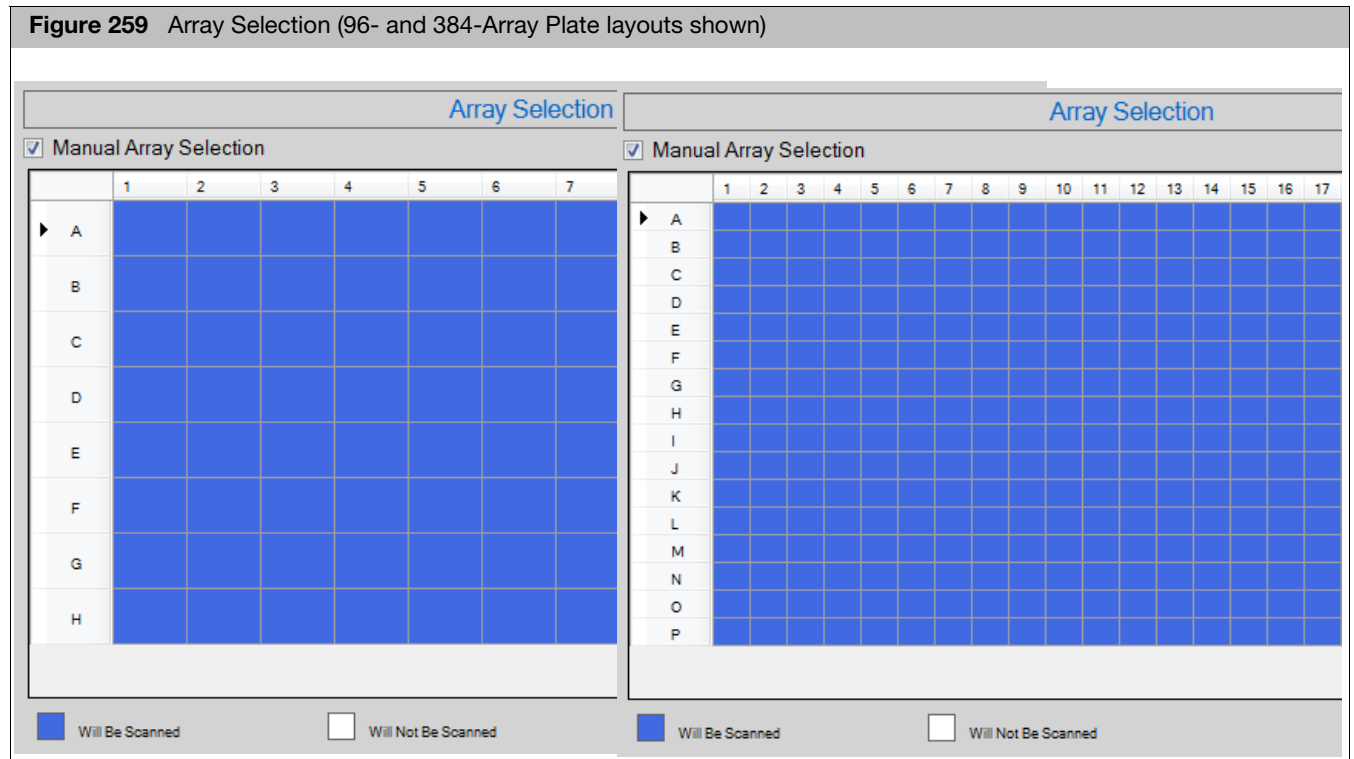 Figure 259 Array Selection (96- and 384-Array Plate layouts shown)
Array Selection
Manual Array Selection
1 2 3 4 5 6 7
A
B
C
D
E
F
G
H
Will Be Scanned Will Not Be Scanned
Array Selection
Manual Array Selection
1 2 3 4 5 6 7 8 9 10 11 12 13 14 15 16 17
A
B
C
D
E
F
G
H
I
J
K
L
M
N
O
P
Will Be Scanned Will Not Be Scanned